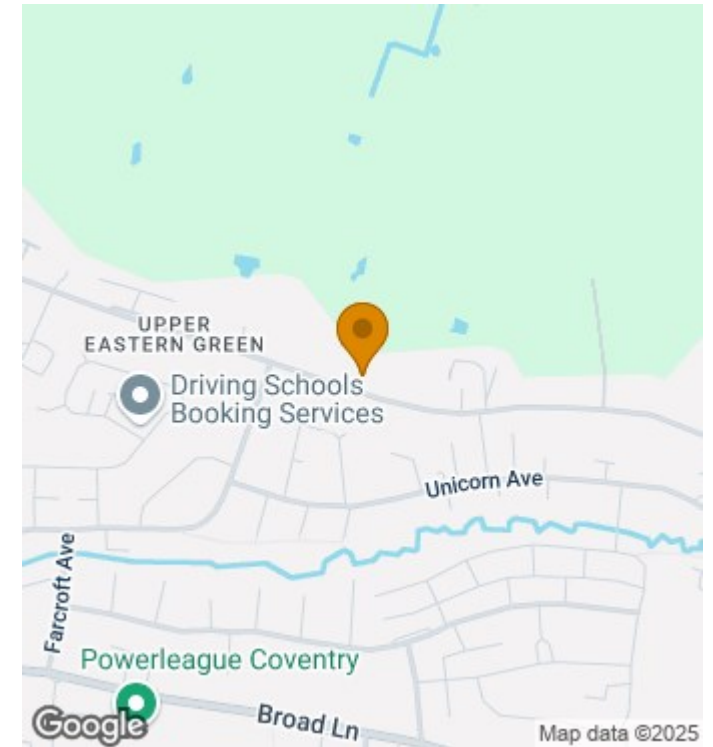 UPPER
EASTERN GREEN
Driving Schools
Booking Services
Unicorn Ave
Farcroft Ave
Powerleague Coventry
Broad Ln
Google
Map data ©2025